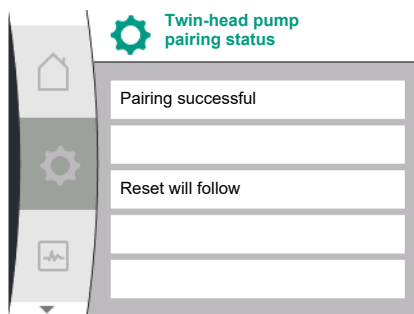 Twin-head pump
pairing status
Pairing successful
Reset will follow